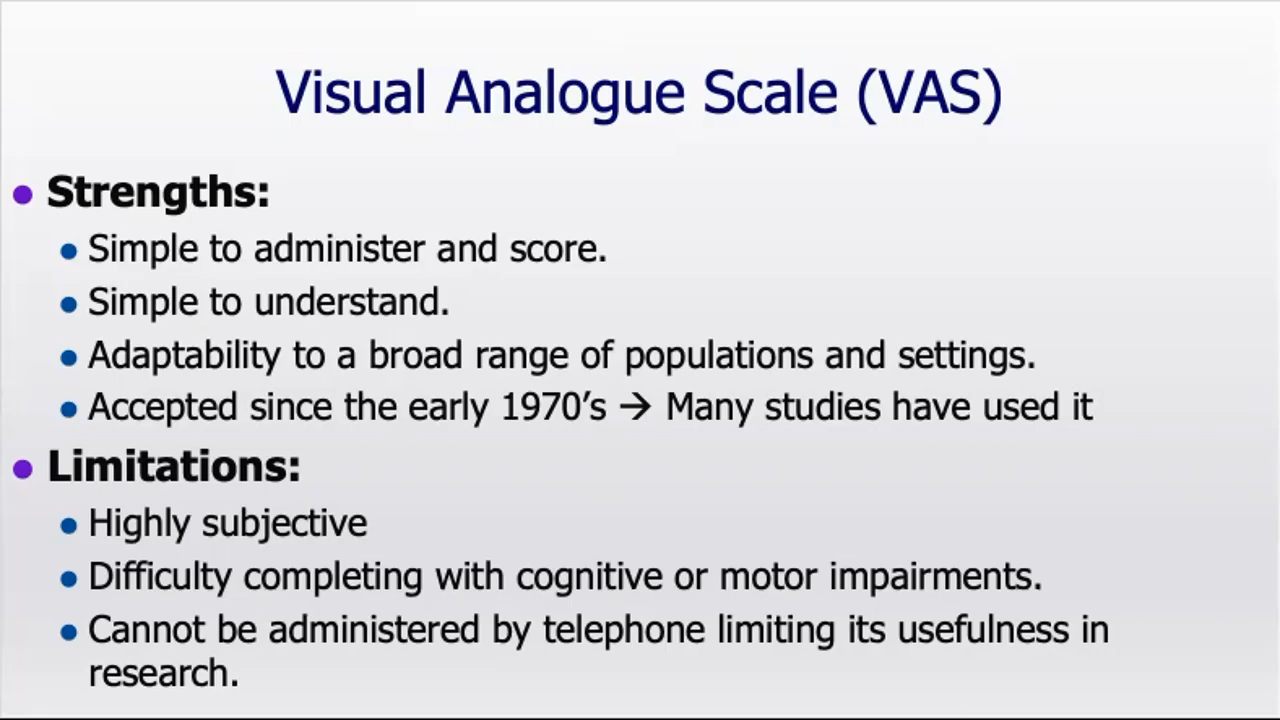 Visual Analogue Scale (VAS)
● Strengths:
● Simple to administer and score.
● Simple to understand.
● Adaptability to a broad range of populations and settings.
● Accepted since the early 1970’s → Many studies have used it
● Limitations:
● Highly subjective
● Difficulty completing with cognitive or motor impairments.
● Cannot be administered by telephone limiting its usefulness in
research.